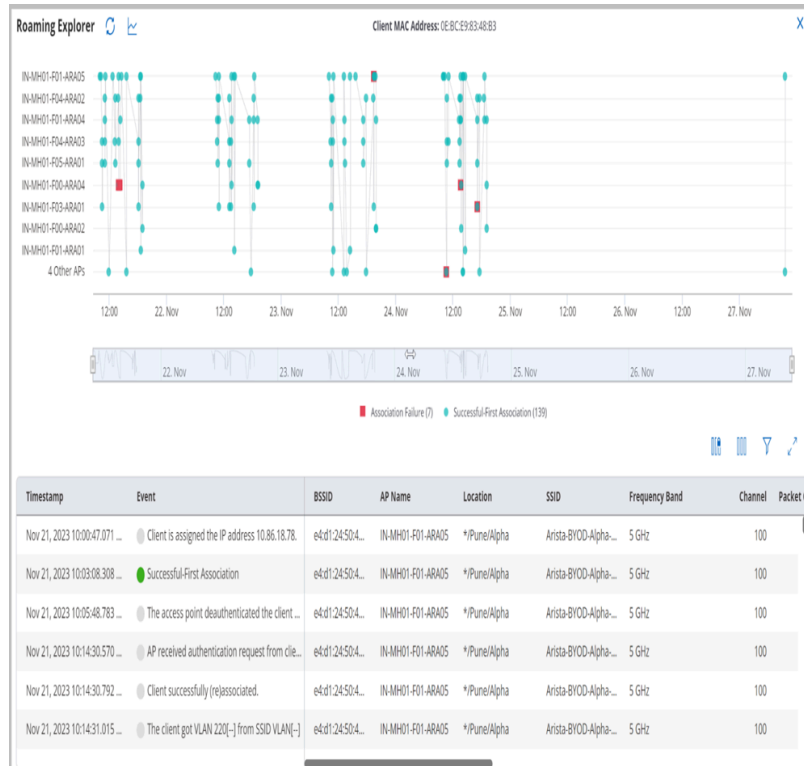 Roaming Explorer
Client MAC Address: 0E:BC:E9:83:48:B3
X
IN-MH01-F01-ARA05
IN-MH01-F04-ARA02
IN-MH01-F01-ARA04
IN-MH01-F04-ARA03
IN-MH01-F05-ARA01
IN-MH01-F00-ARA04
IN-MH01-F03-ARA01
IN-MH01-F00-ARA02
IN-MH01-F01-ARA01
4 Other APs
12:00 22. Nov 12:00 23. Nov 12:00 24. Nov 12:00 25. Nov 12:00 26. Nov 12:00 27. Nov
22. Nov 23. Nov 24. Nov 25. Nov 26. Nov 27. Nov
Association Failure (7) Successful-First Association (139)
Timestamp Event BSSID AP Name Location SSID Frequency Band Channel Packet
Nov 21, 2023 10:00:47.071 ... Client is assigned the IP address 10.86.18.78. e4:d1:24:50:4... IN-MH01-F01-ARA05 */Pune/Alpha Arista-BYOD-Alpha-... 5 GHz 100
Nov 21, 2023 10:03:08.308 ... Successful-First Association e4:d1:24:50:4... IN-MH01-F01-ARA05 */Pune/Alpha Arista-BYOD-Alpha-... 5 GHz 100
Nov 21, 2023 10:05:48.783 ... The access point deauthenticated the client ... e4:d1:24:50:4... IN-MH01-F01-ARA05 */Pune/Alpha Arista-BYOD-Alpha-... 5 GHz 100
Nov 21, 2023 10:14:30.570 ... AP received authentication request from clie... e4:d1:24:50:4... IN-MH01-F01-ARA05 */Pune/Alpha Arista-BYOD-Alpha-... 5 GHz 100
Nov 21, 2023 10:14:30.792 ... Client successfully (re)associated. e4:d1:24:50:4... IN-MH01-F01-ARA05 */Pune/Alpha Arista-BYOD-Alpha-... 5 GHz 100
Nov 21, 2023 10:14:31.015 ... The client got VLAN 220[--] from SSID VLAN[--] e4:d1:24:50:4... IN-MH01-F01-ARA05 */Pune/Alpha Arista-BYOD-Alpha-... 5 GHz 100